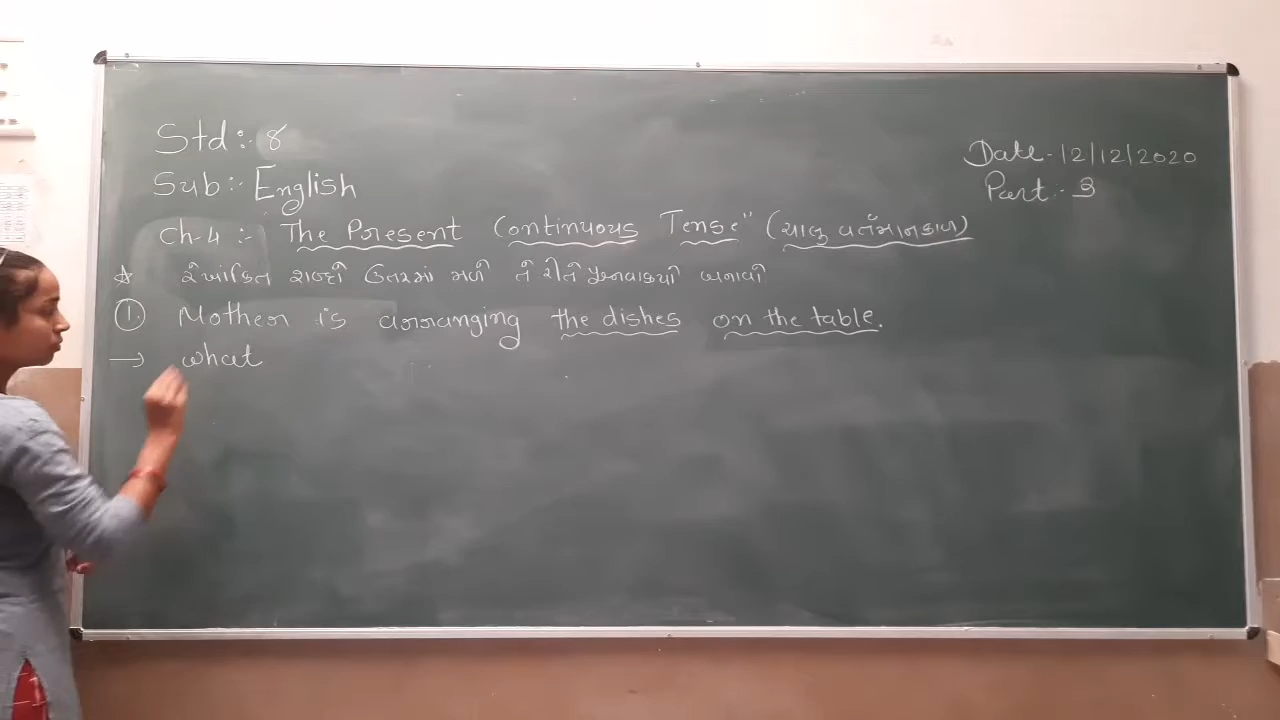 Std:- 8
Sub:- English
Date- 12/12/2020
Part:- 3
Ch-4 :- The Present Continuous Tense" (ચાલુ વર્તમાનકાળ)
☆ રેખાંકિત શબ્દો ઉત્તરમાં મળે તે રીતે પ્રશ્નવાક્યો બનાવો
① Mother is arranging the dishes on the table.
→ what